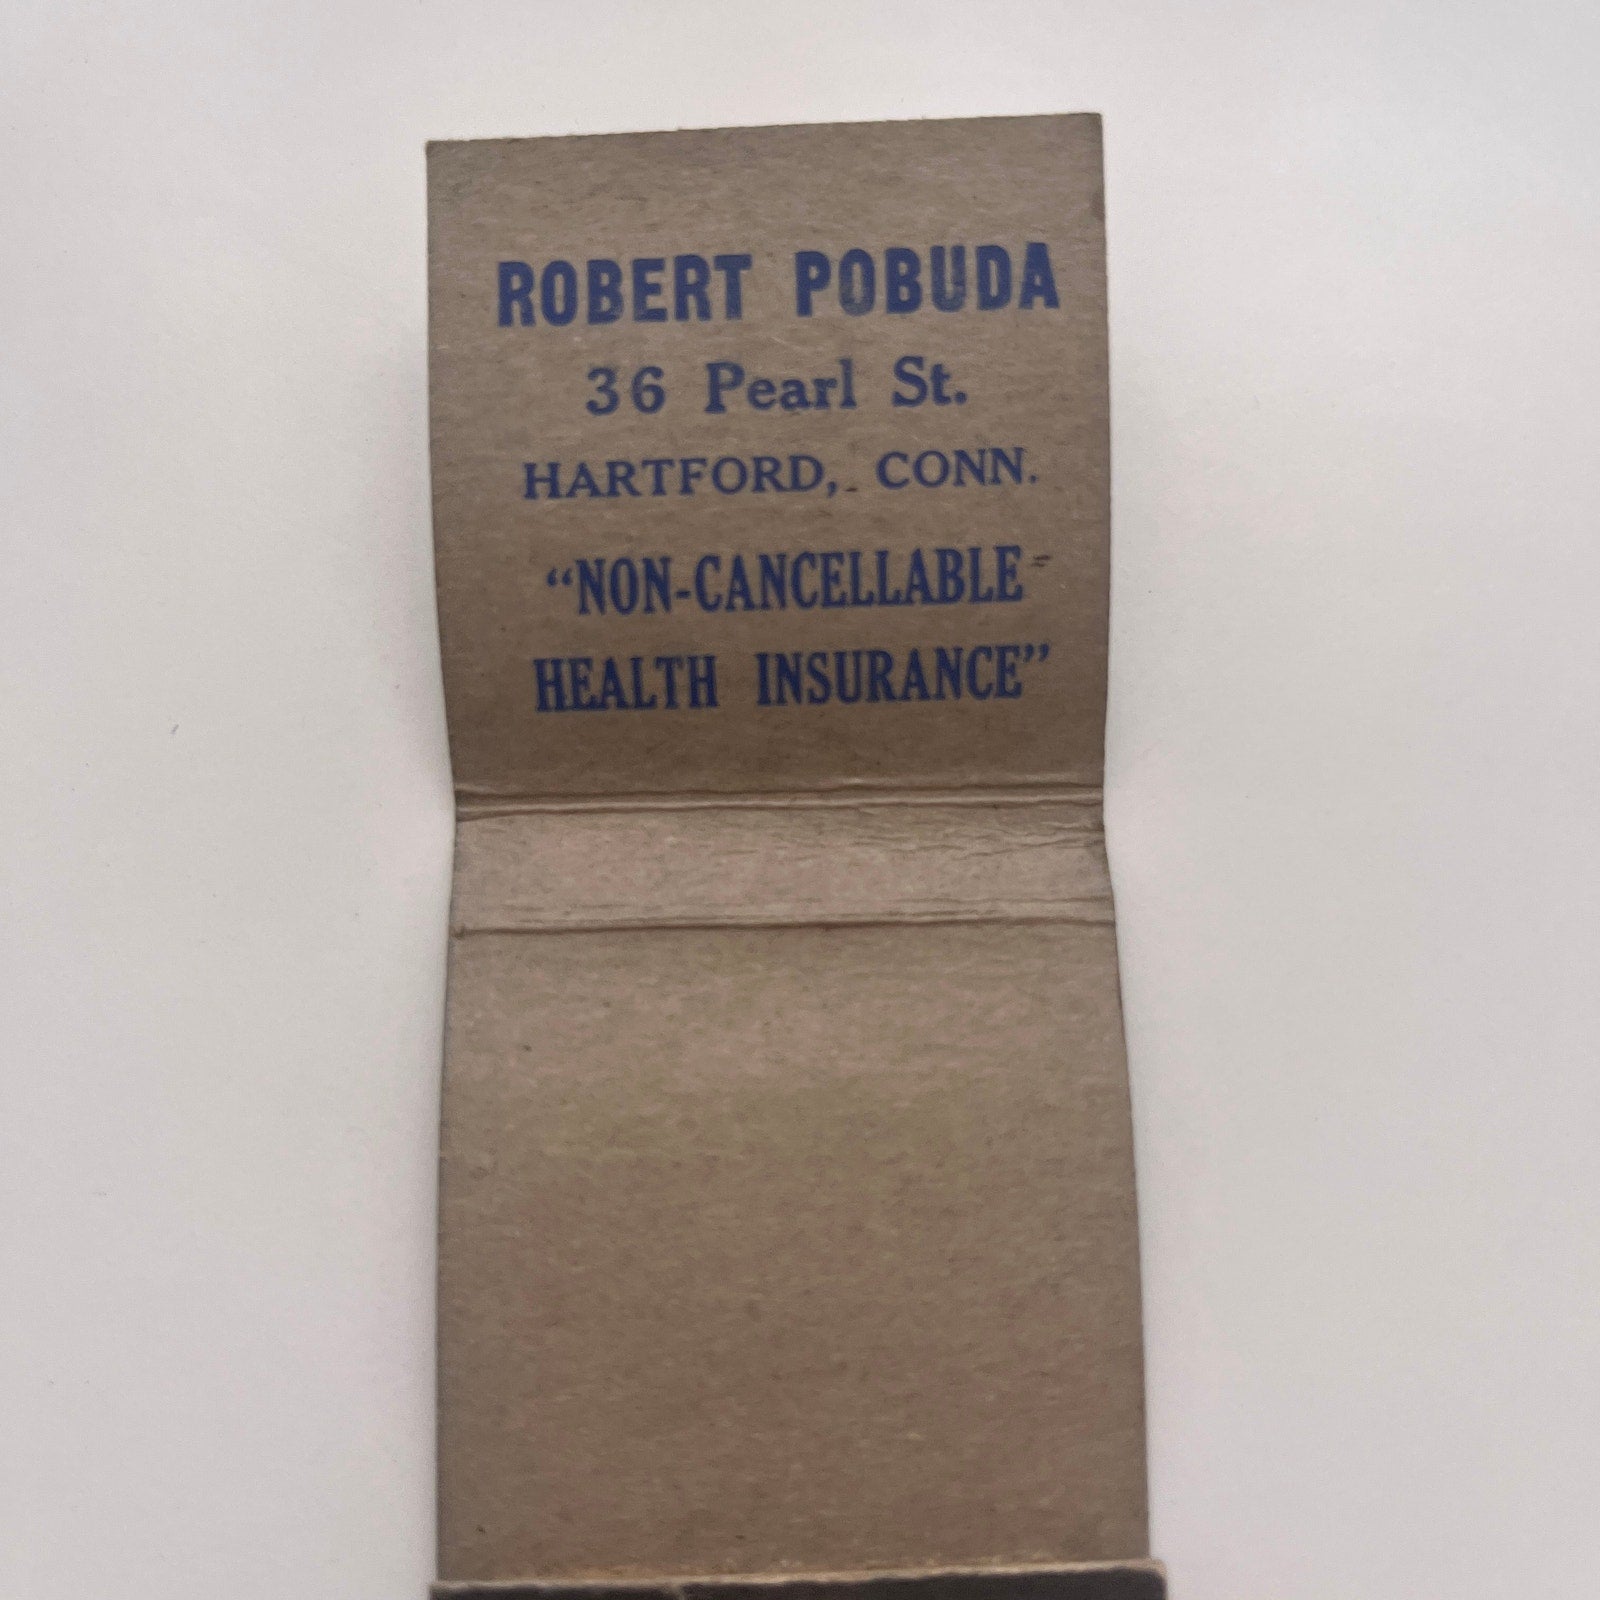 ROBERT POBUDA
36 Pearl St.
HARTFORD, CONN.
“NON-CANCELLABLE
HEALTH INSURANCE”